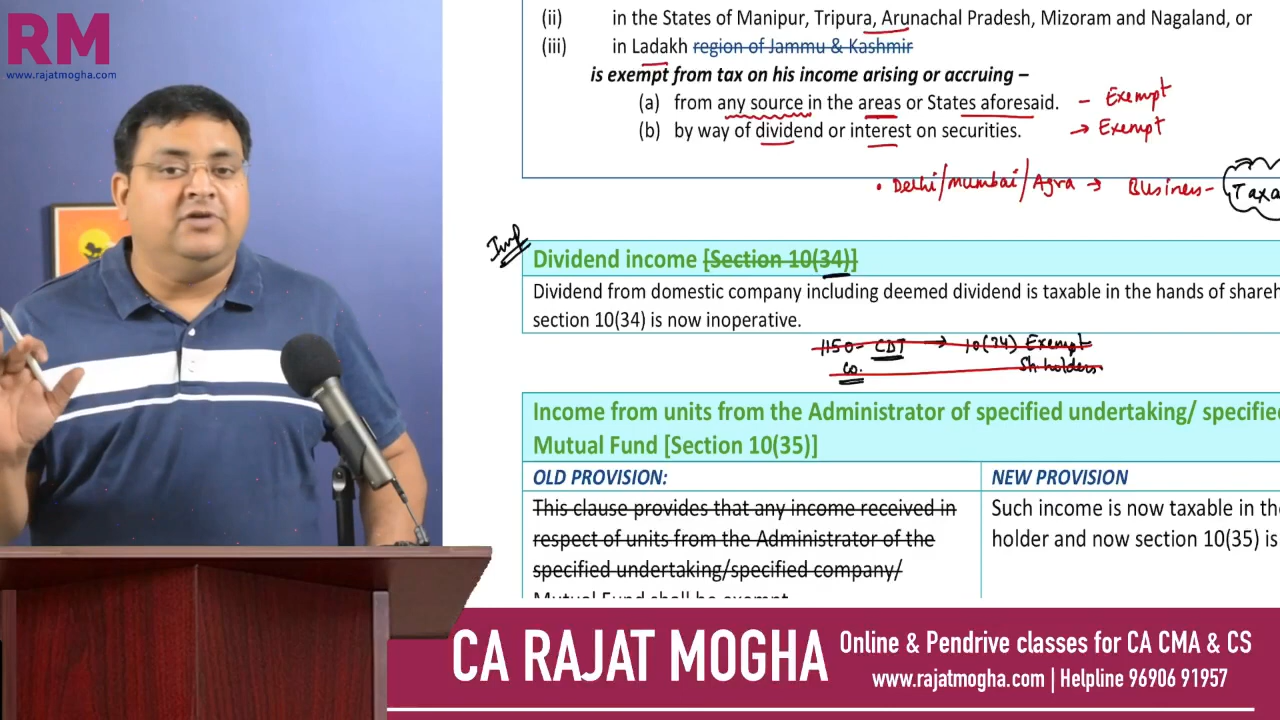 RM
www.rajatmogha.com
(ii) in the States of Manipur, Tripura, Arunachal Pradesh, Mizoram and Nagaland, or
(iii) in Ladakh region of Jammu & Kashmir
is exempt from tax on his income arising or accruing –
(a) from any source in the areas or States aforesaid. - Exempt
(b) by way of dividend or interest on securities. → Exempt
• Delhi/Mumbai/Agra → Business- Taxa
Imp
Dividend income [Section 10(34)]
Dividend from domestic company including deemed dividend is taxable in the hands of shareh
section 10(34) is now inoperative.
115O- CDT → 10(34) Exempt
Co. Sh.holders
Income from units from the Administrator of specified undertaking/ specifie
Mutual Fund [Section 10(35)]
OLD PROVISION: NEW PROVISION
This clause provides that any income received in Such income is now taxable in the
respect of units from the Administrator of the holder and now section 10(35) is
specified undertaking/specified company/
Mutual Fund shall be exempt.
CA RAJAT MOGHA
Online & Pendrive classes for CA CMA & CS
www.rajatmogha.com | Helpline 96906 91957